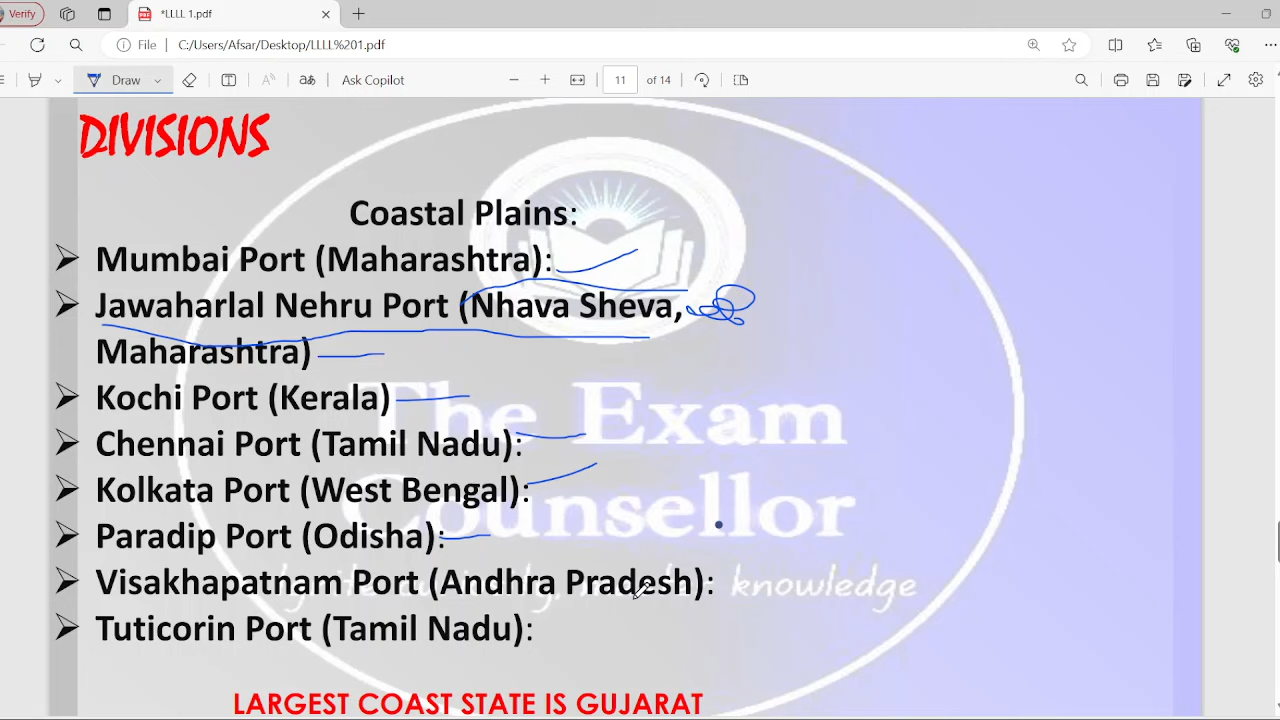 Verify
*LLLL 1.pdf
File
C:/Users/Afsar/Desktop/LLLL%201.pdf
Draw
Ask Copilot
11 of 14
DIVISIONS
Coastal Plains:
➢ Mumbai Port (Maharashtra):
➢ Jawaharlal Nehru Port (Nhava Sheva,
Maharashtra)
➢ Kochi Port (Kerala)
➢ Chennai Port (Tamil Nadu):
➢ Kolkata Port (West Bengal):
➢ Paradip Port (Odisha):
➢ Visakhapatnam Port (Andhra Pradesh):
➢ Tuticorin Port (Tamil Nadu):
The Exam
Counsellor
knowledge
LARGEST COAST STATE IS GUJARAT